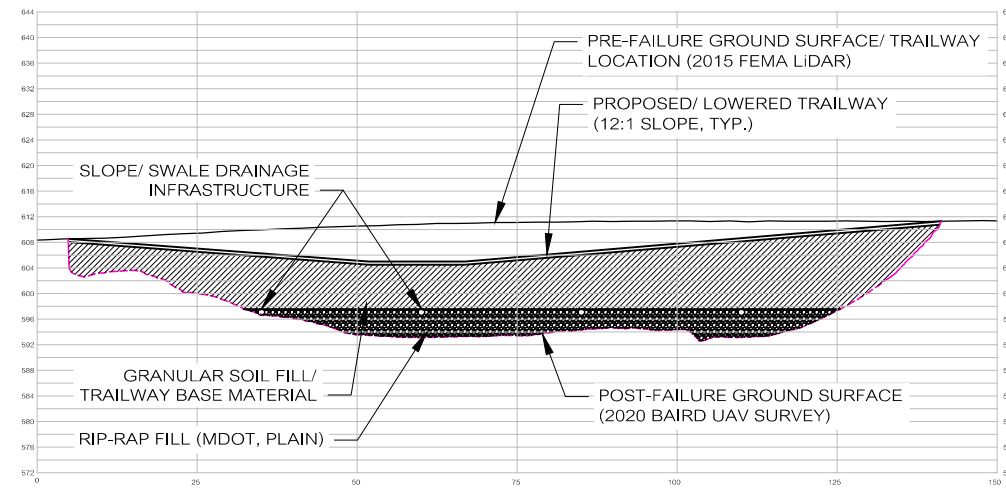 644
640
636
632
628
624
620
616
612
608
604
600
596
592
588
584
580
576
572
0
25
50
75
100
125
150
PRE-FAILURE GROUND SURFACE/ TRAILWAY
LOCATION (2015 FEMA LiDAR)
PROPOSED/ LOWERED TRAILWAY
(12:1 SLOPE, TYP.)
SLOPE/ SWALE DRAINAGE
INFRASTRUCTURE
GRANULAR SOIL FILL/
TRAILWAY BASE MATERIAL
RIP-RAP FILL (MDOT, PLAIN)
POST-FAILURE GROUND SURFACE
(2020 BAIRD UAV SURVEY)